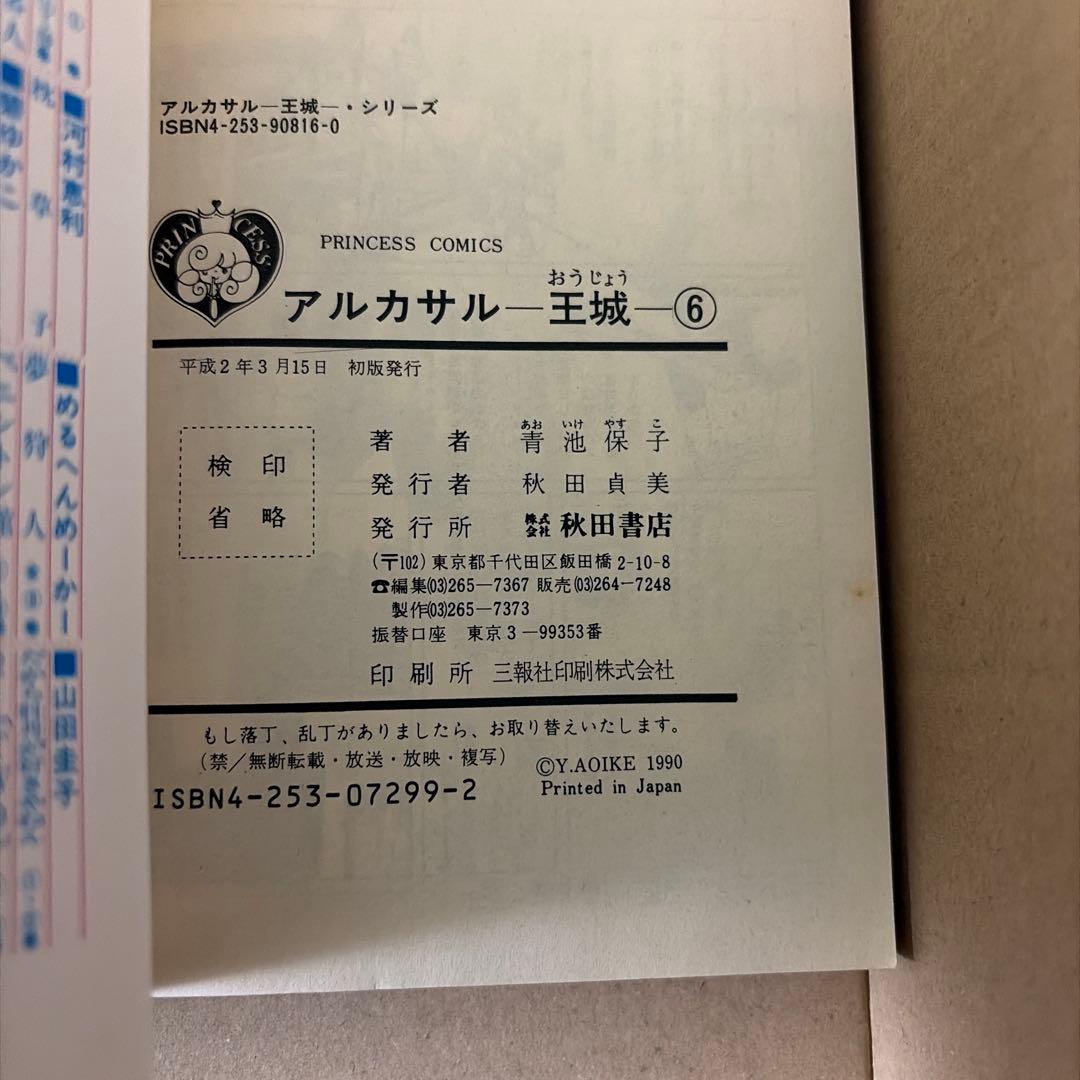 アルカサル―王城―・シリーズ
ISBN4-253-90816-0
PRINCESS
PRINCESS COMICS
おうじょう
アルカサル―王城―⑥
平成2年3月15日 初版発行
検印
省略
著者 青池保子
あおいけやすこ
発行者 秋田貞美
発行所 株式会社 秋田書店
(〒102)東京都千代田区飯田橋2-10-8
☎編集(03)265―7367 販売(03)264―7248
製作(03)265―7373
振替口座 東京3―99353番
印刷所 三報社印刷株式会社
もし落丁、乱丁がありましたら、お取り替えいたします。
(禁/無断転載・放送・放映・複写)
©Y.AOIKE 1990
Printed in Japan
ISBN4-253-07299-2
■河村恵利
枕草子夢狩人
■めるへんめーかー
■山田圭子